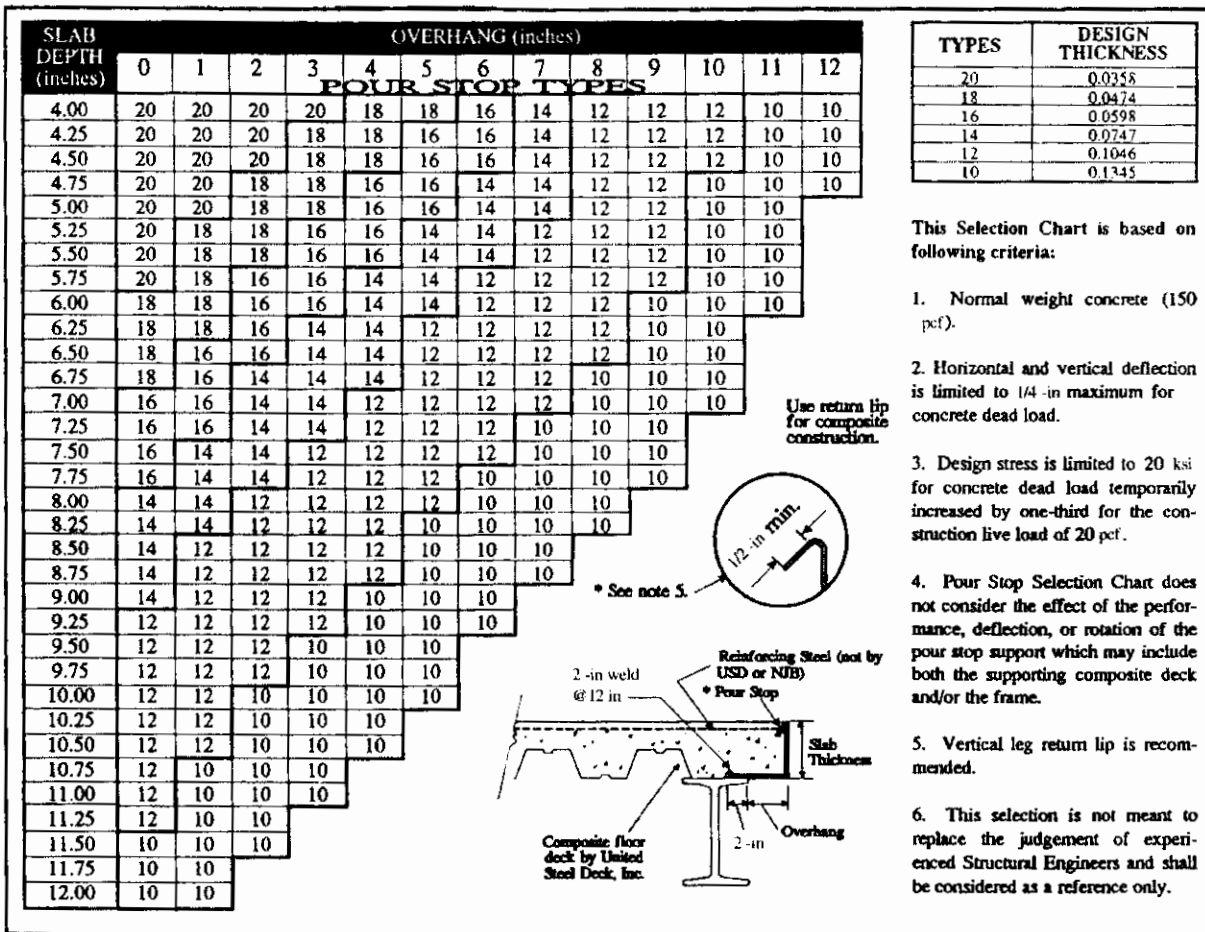 SLAB DEPTH (inches) OVERHANG (inches)
0 1 2 3 4 5 6 7 8 9 10 11 12
POUR STOP TYPES
4.00 20 20 20 20 18 18 16 14 12 12 12 10 10
4.25 20 20 20 18 18 16 16 14 12 12 12 10 10
4.50 20 20 20 18 18 16 16 14 12 12 12 10 10
4.75 20 20 18 18 16 16 14 14 12 12 10 10 10
5.00 20 20 18 18 16 16 14 14 12 12 10 10
5.25 20 18 18 16 16 14 14 12 12 12 10 10
5.50 20 18 18 16 16 14 14 12 12 12 10 10
5.75 20 18 16 16 14 14 12 12 12 12 10 10
6.00 18 18 16 16 14 14 12 12 12 10 10 10
6.25 18 18 16 14 14 12 12 12 12 10 10
6.50 18 16 16 14 14 12 12 12 12 10 10
6.75 18 16 14 14 14 12 12 12 10 10 10
7.00 16 16 14 14 12 12 12 12 10 10 10
7.25 16 16 14 14 12 12 12 10 10 10
7.50 16 14 14 12 12 12 12 10 10 10
7.75 16 14 14 12 12 12 10 10 10 10
8.00 14 14 12 12 12 12 10 10 10
8.25 14 14 12 12 12 10 10 10 10
8.50 14 12 12 12 12 10 10 10
8.75 14 12 12 12 12 10 10 10
9.00 14 12 12 12 10 10 10
9.25 12 12 12 12 10 10 10
9.50 12 12 12 10 10 10
9.75 12 12 12 10 10 10
10.00 12 12 10 10 10 10
10.25 12 12 10 10 10
10.50 12 12 10 10 10
10.75 12 10 10 10
11.00 12 10 10 10
11.25 12 10 10
11.50 10 10 10
11.75 10 10
12.00 10 10
TYPES DESIGN THICKNESS
20 0.0358
18 0.0474
16 0.0598
14 0.0747
12 0.1046
10 0.1345
This Selection Chart is based on
following criteria:
1. Normal weight concrete (150
pcf).
2. Horizontal and vertical deflection
is limited to 1/4 -in maximum for
concrete dead load.
3. Design stress is limited to 20 ksi
for concrete dead load temporarily
increased by one-third for the con-
struction live load of 20 pcf.
4. Pour Stop Selection Chart does
not consider the effect of the perfor-
mance, deflection, or rotation of the
pour stop support which may include
both the supporting composite deck
and/or the frame.
5. Vertical leg return lip is recom-
mended.
6. This selection is not meant to
replace the judgement of experi-
enced Structural Engineers and shall
be considered as a reference only.
Use return lip
for composite
construction.
1/2 -in min.
* See note 5.
Reinforcing Steel (not by
USD or NJB)
* Pour Stop
2 -in weld
@ 12 in
Slab
Thickness
Overhang
2 -in
Composite floor
deck by United
Steel Deck, Inc.